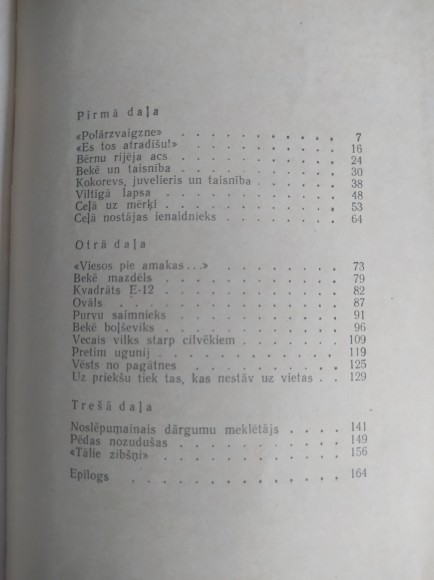 Pirmā daļa
«Polārzvaigzne» . . . . . . . . . . 7
«Es tos atradīšu!» . . . . . . . . . . 16
Bērnu rijēja acs . . . . . . . . . . 24
Bekē un taisnība . . . . . . . . . . 30
Kokorevs, juvelieris un taisnība . . . . . . 38
Viltīgā lapsa . . . . . . . . . . 48
Ceļā uz mērķi . . . . . . . . . . 53
Ceļā nostājas ienaidnieks . . . . . . . 64
Otrā daļa
«Viesos pie amakas...» . . . . . . . . 73
Bekē mazdēls . . . . . . . . . . 79
Kvadrāts E-12 . . . . . . . . . . 82
Ovāls . . . . . . . . . . 87
Purvu saimnieks . . . . . . . . . . 91
Bekē boļševiks . . . . . . . . . . 96
Vecais vilks starp cilvēkiem . . . . . . . 109
Pretim ugunij . . . . . . . . . . 119
Vēsts no pagātnes . . . . . . . . . 125
Uz priekšu tiek tas, kas nestāv uz vietas . . . 129
Trešā daļa
Noslēpumainais dārgumu meklētājs . . . . . 141
Pēdas nozudušas . . . . . . . . . . 149
«Tālie zibšņi» . . . . . . . . . . 156
Epilogs . . . . . . . . . . 164